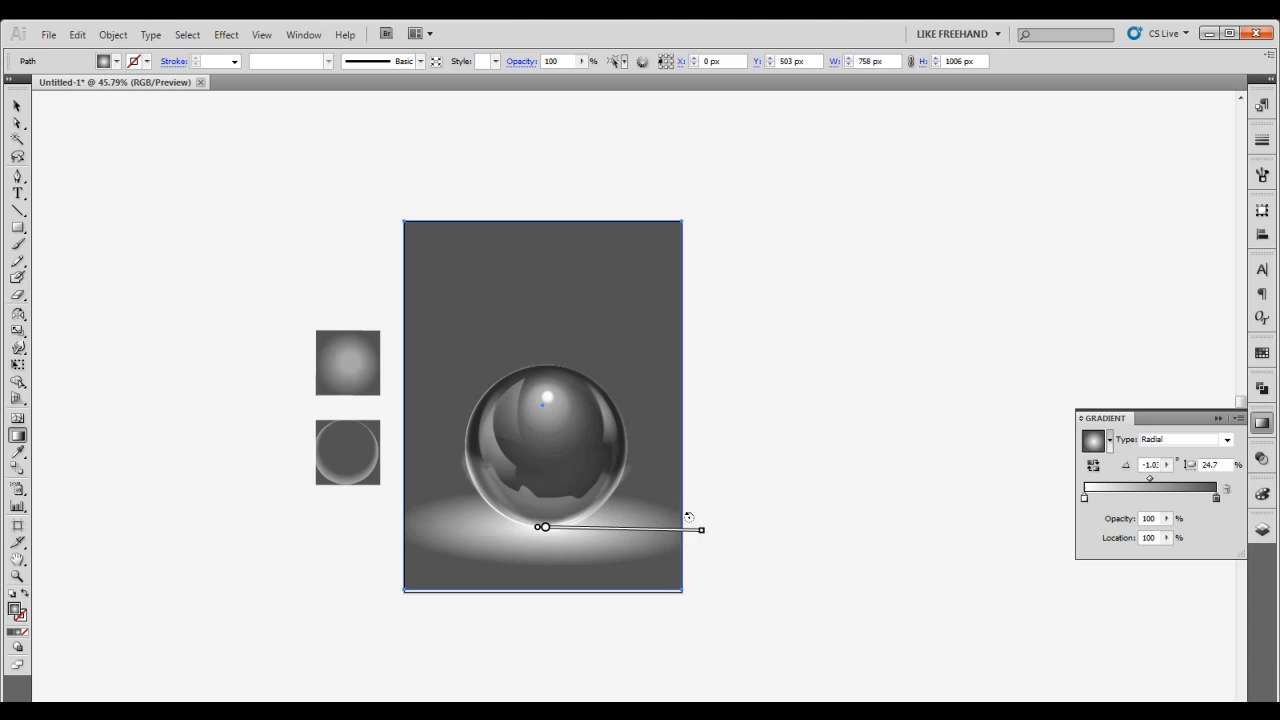 Ai File Edit Object Type Select Effect View Window Help Br LIKE FREEHAND CS Live
Path Stroke: Basic Style: Opacity: 100 % X: 0 px Y: 503 px W: 758 px H: 1006 px
Untitled-1* @ 45.79% (RGB/Preview)
GRADIENT
Type: Radial
° 24.7 %
Opacity: 100 %
Location: 100 %